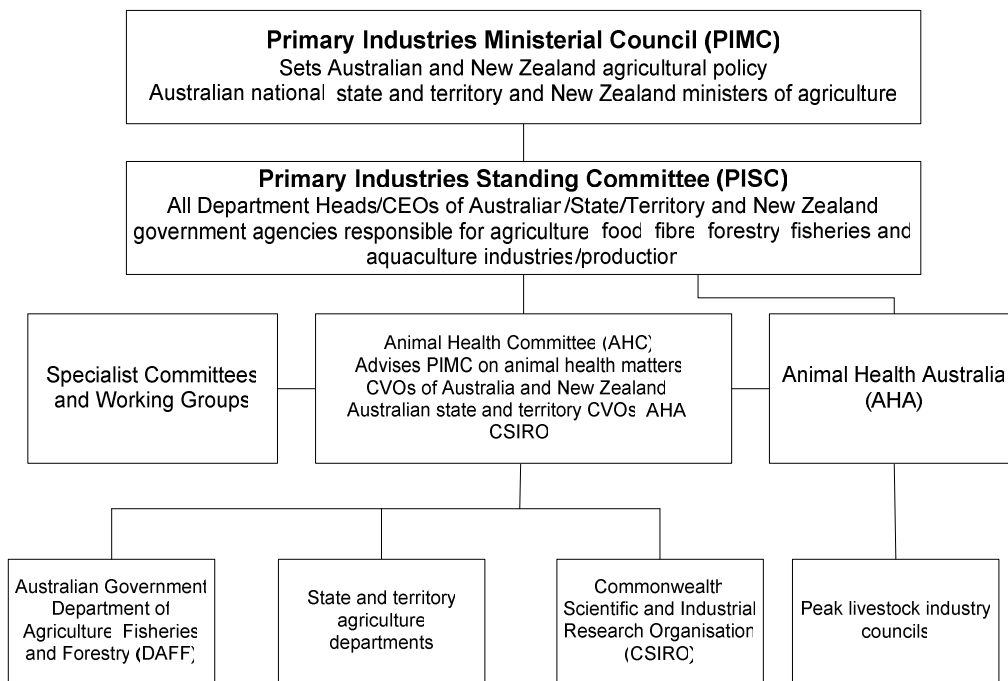 Primary Industries Ministerial Council (PIMC)
Sets Australian and New Zealand agricultural policy
Australian national state and territory and New Zealand ministers of agriculture
Primary Industries Standing Committee (PISC)
All Department Heads/CEOs of Australian/State/Territory and New Zealand
government agencies responsible for agriculture food fibre forestry fisheries and
aquaculture industries/production
Specialist Committees
and Working Groups
Animal Health Committee (AHC)
Advises PIMC on animal health matters
CVOs of Australia and New Zealand
Australian state and territory CVOs AHA
CSIRO
Animal Health Australia
(AHA)
Australian Government
Department of
Agriculture Fisheries
and Forestry (DAFF)
State and territory
agriculture
departments
Commonwealth
Scientific and Industrial
Research Organisation
(CSIRO)
Peak livestock industry
councils